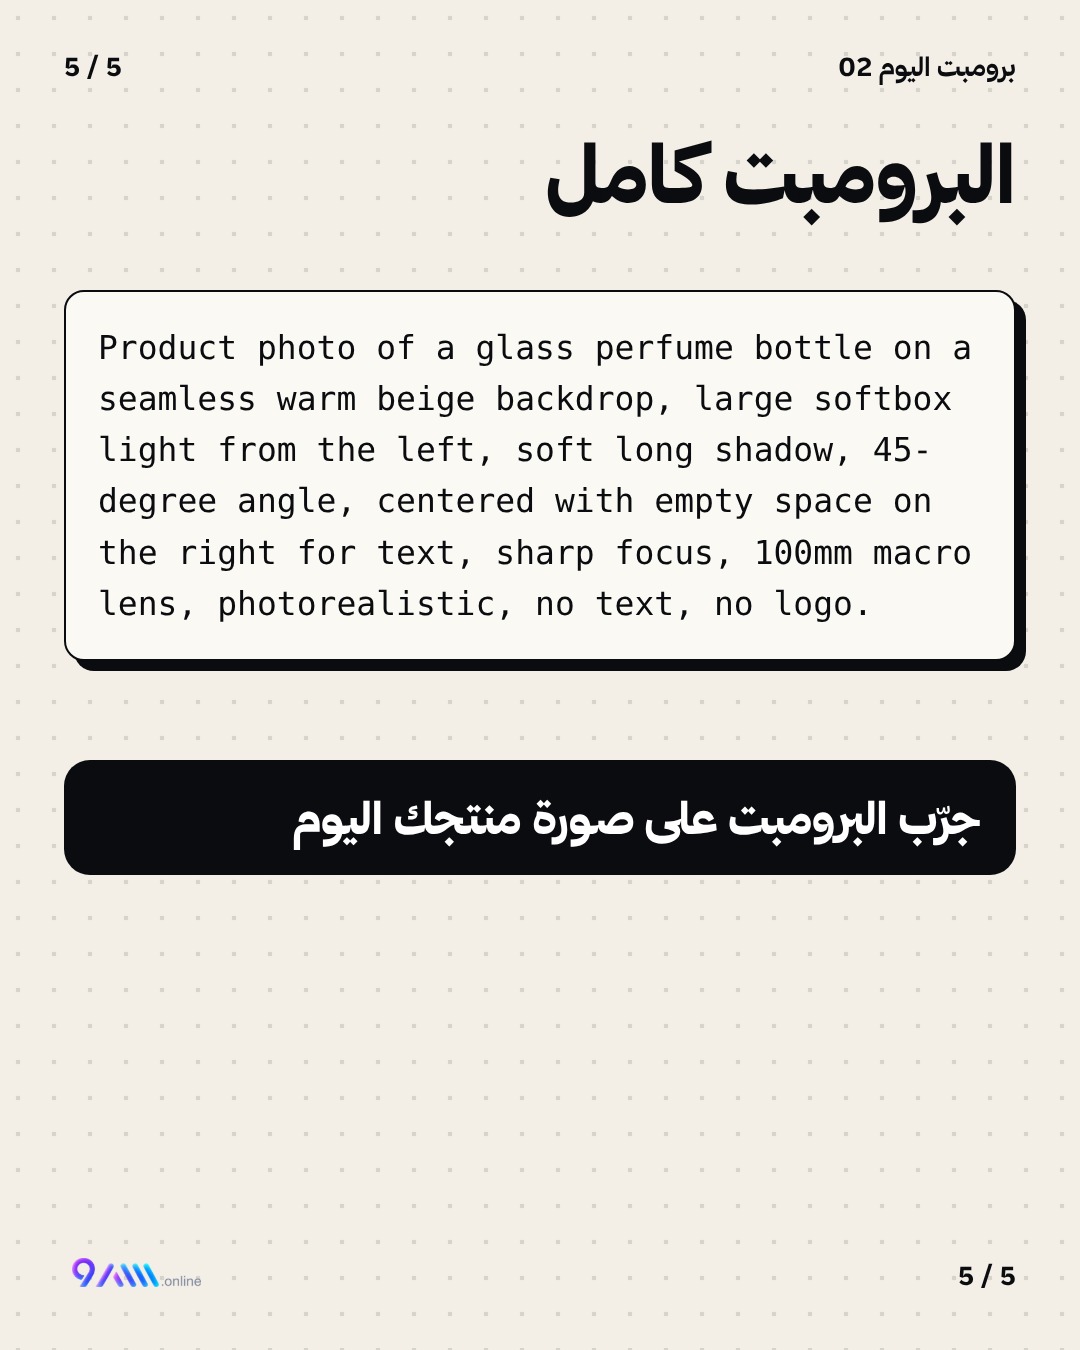 برومبت اليوم 02
5 / 5
البرومبت كامل
Product photo of a glass perfume bottle on a
seamless warm beige backdrop, large softbox
light from the left, soft long shadow, 45-
degree angle, centered with empty space on
the right for text, sharp focus, 100mm macro
lens, photorealistic, no text, no logo.
جرّب البرومبت على صورة منتجك اليوم
5 / 5
9AM.online